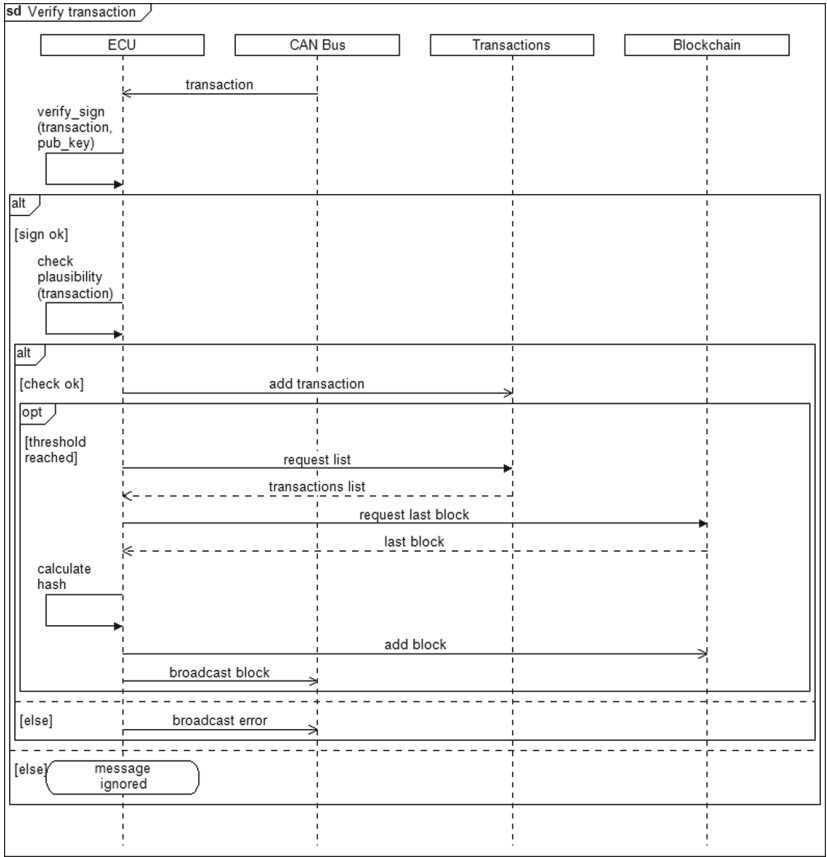 sd Verify transaction
ECU
CAN Bus
Transactions
Blockchain
transaction
verify_sign
(transaction,
pub_key)
alt
[sign ok]
check
plausibility
(transaction)
alt
[check ok]
add transaction
opt
[threshold
reached]
request list
transactions list
request last block
last block
calculate
hash
add block
broadcast block
[else]
broadcast error
[else]
message
ignored